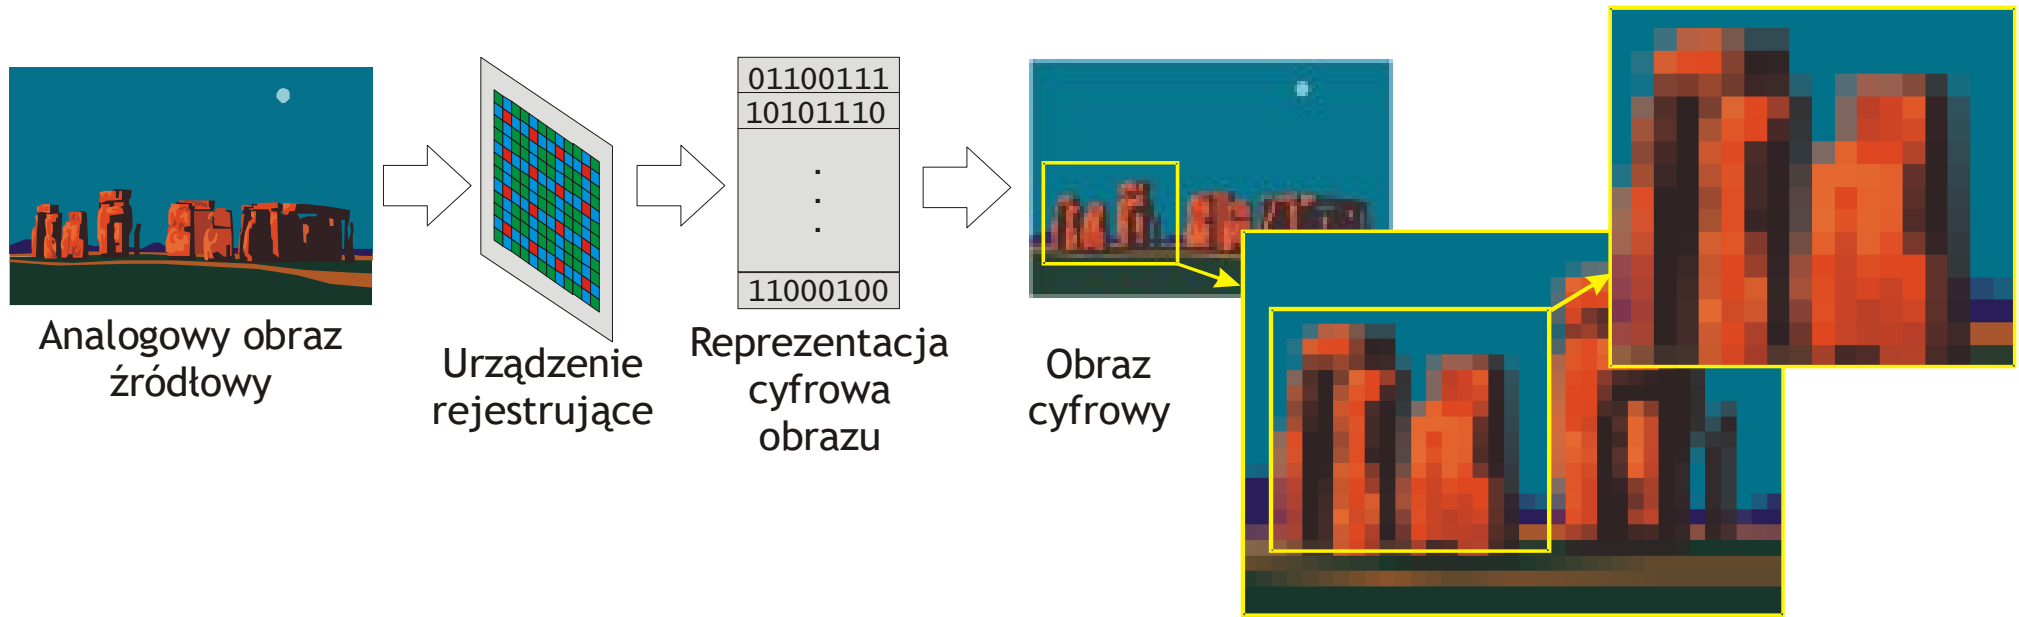 Analogowy obraz
źródłowy
Urządzenie
rejestrujące
01100111
10101110
.
.
.
11000100
Reprezentacja
cyfrowa
obrazu
Obraz
cyfrowy